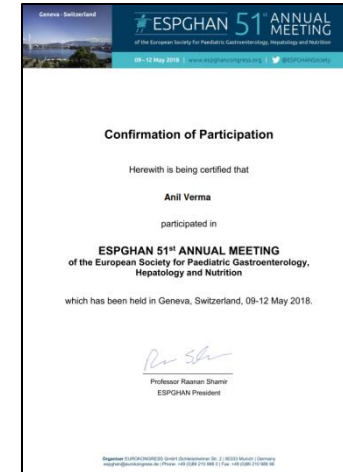 Geneva - Switzerland
ESPGHAN 51st ANNUAL MEETING
of the European Society for Paediatric Gastroenterology, Hepatology and Nutrition
09-12 May 2018 | www.espghancongress.org | @ESPGHANSociety
Confirmation of Participation
Herewith is being certified that
Anil Verma
participated in
ESPGHAN 51st ANNUAL MEETING
of the European Society for Paediatric Gastroenterology,
Hepatology and Nutrition
which has been held in Geneva, Switzerland, 09-12 May 2018.
Professor Raanan Shamir
ESPGHAN President